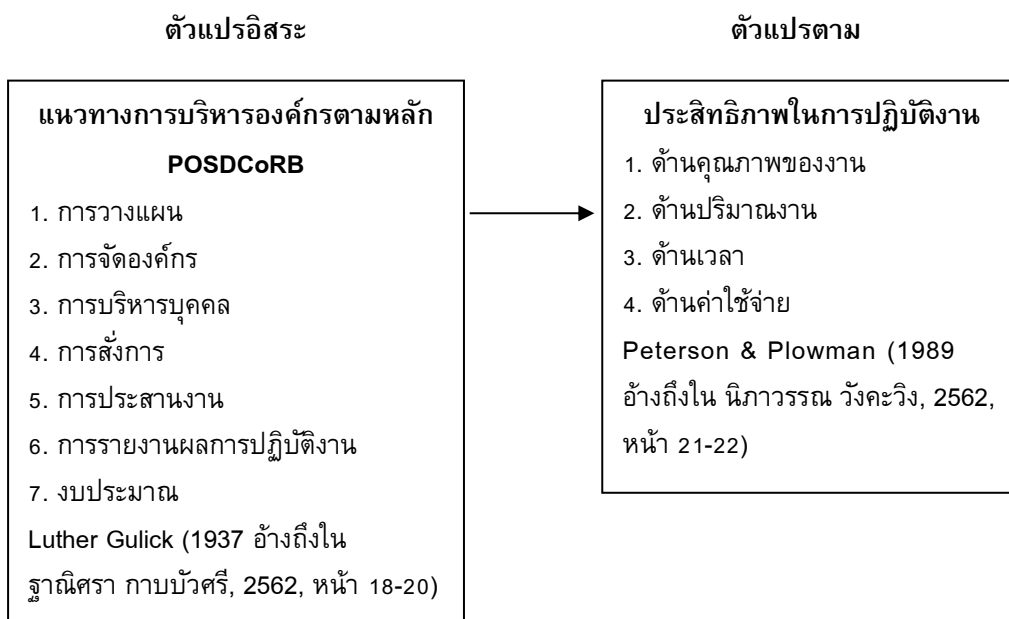 ตัวแปรอิสระ
แนวทางการบริหารองค์กรตามหลัก
POSDCoRB
1. การวางแผน
2. การจัดองค์กร
3. การบริหารบุคคล
4. การสั่งการ
5. การประสานงาน
6. การรายงานผลการปฏิบัติงาน
7. งบประมาณ
Luther Gulick (1937 อ้างถึงใน
ฐาณิศรา กาบบัวศรี, 2562, หน้า 18-20)
ตัวแปรตาม
ประสิทธิภาพในการปฏิบัติงาน
1. ด้านคุณภาพของงาน
2. ด้านปริมาณงาน
3. ด้านเวลา
4. ด้านค่าใช้จ่าย
Peterson & Plowman (1989
อ้างถึงใน นิภาวรรณ วังคะวิง, 2562,
หน้า 21-22)